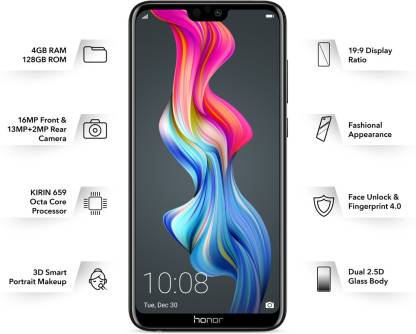 4GB RAM
128GB ROM
16MP Front &
13MP+2MP Rear
Camera
KIRIN 659
Octa Core
Processor
3D Smart
Portrait Makeup
10:08
Tue, Dec 30
honor
19:9 Display
Ratio
Fashional
Appearance
Face Unlock &
Fingerprint 4.0
Dual 2.5D
Glass Body